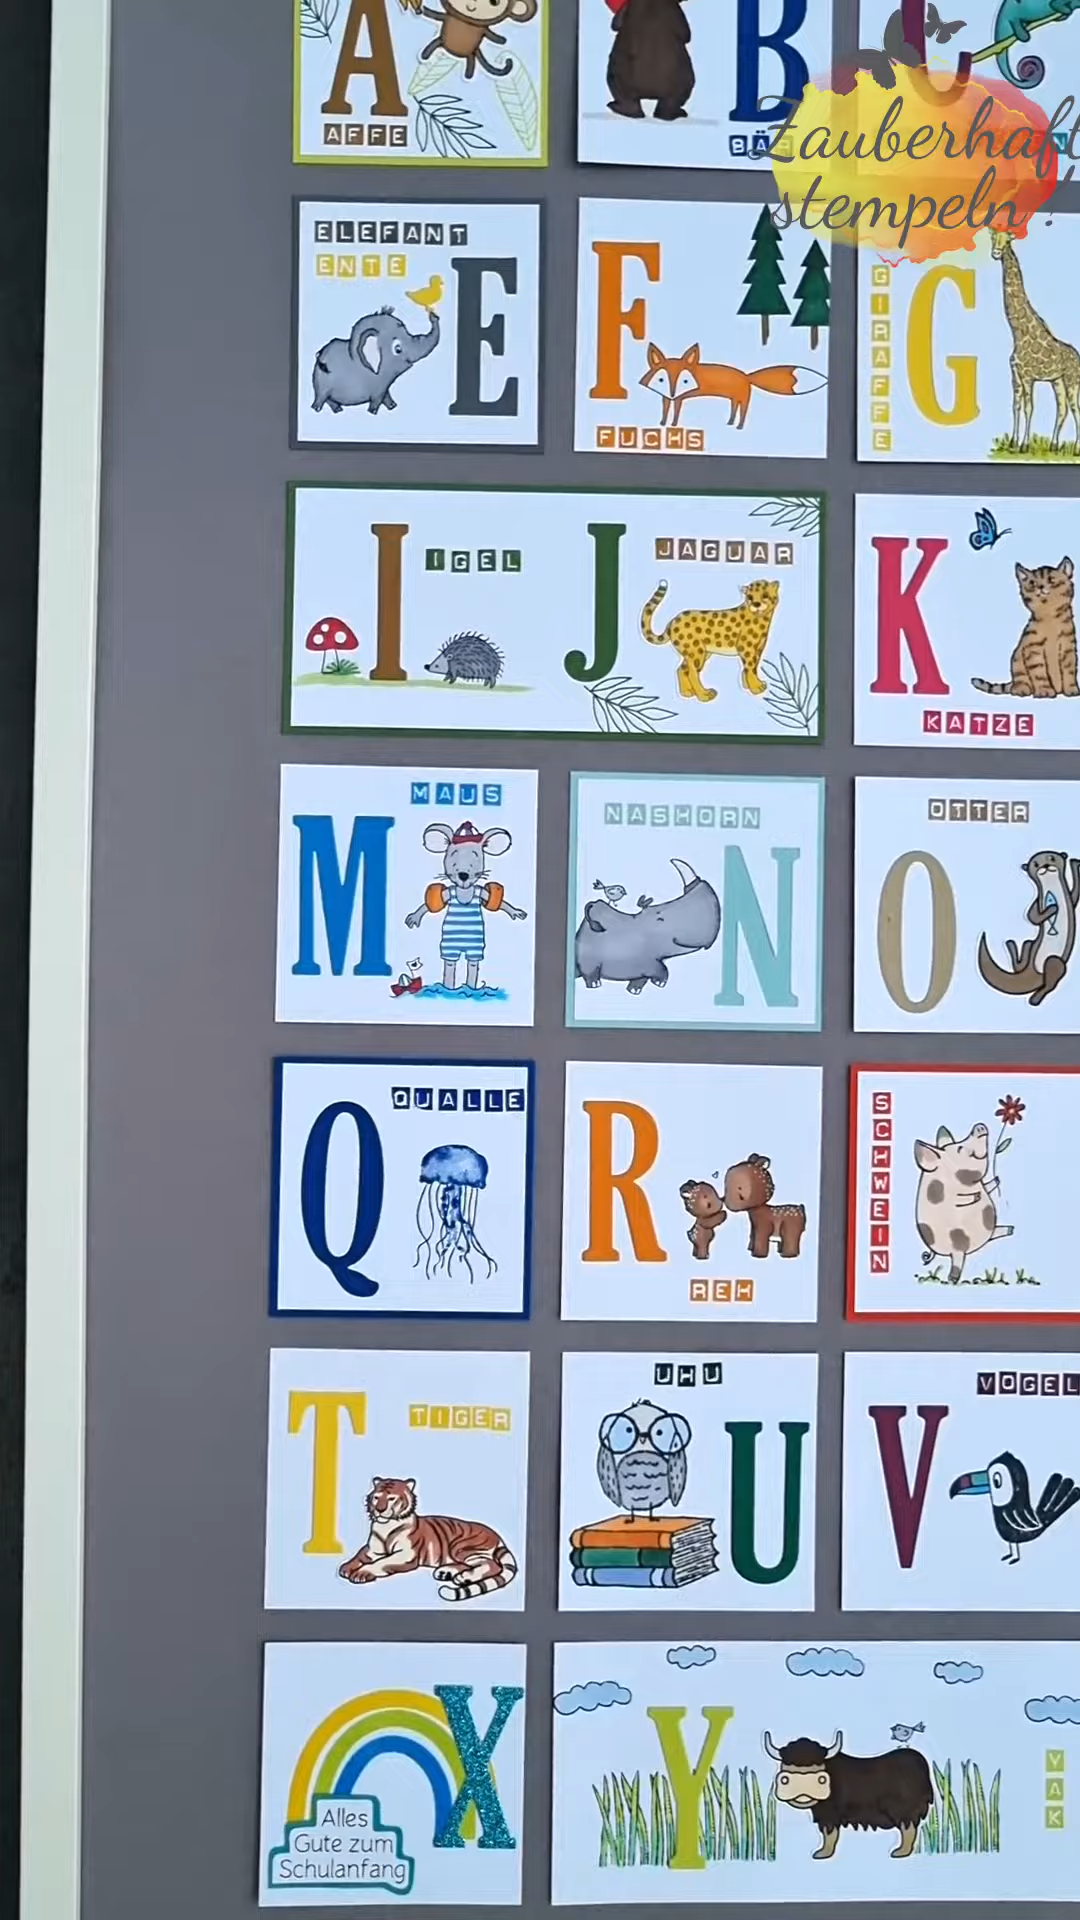 A
AFFE
B
BÄR
C
Zauberhaft
stempeln!
ELEFANT
ENTE
E
F
FUCHS
GIRAFFE
G
I
IGEL
J
JAGUAR
K
KATZE
MAUS
M
NASHORN
N
OTTER
O
QUALLE
Q
R
REH
SCHWEIN
T
TIGER
UHU
U
VOGEL
V
X
Alles
Gute zum
Schulanfang
Y
YAK